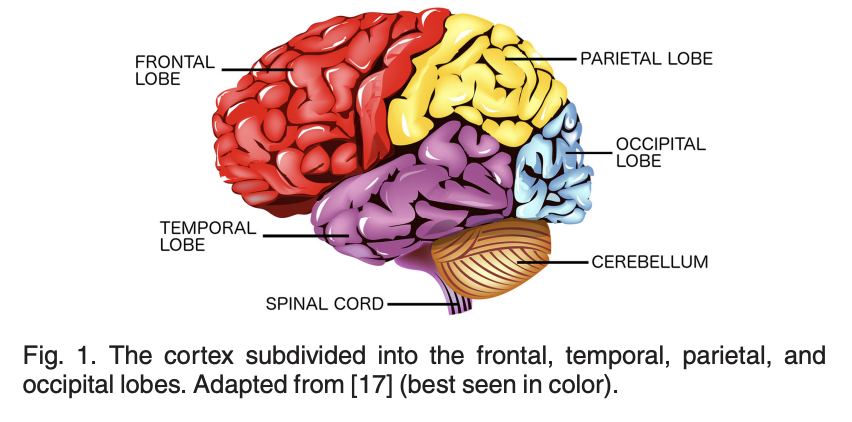 FRONTAL
LOBE
PARIETAL LOBE
OCCIPITAL
LOBE
TEMPORAL
LOBE
CEREBELLUM
SPINAL CORD
Fig. 1. The cortex subdivided into the frontal, temporal, parietal, and
occipital lobes. Adapted from [17] (best seen in color).